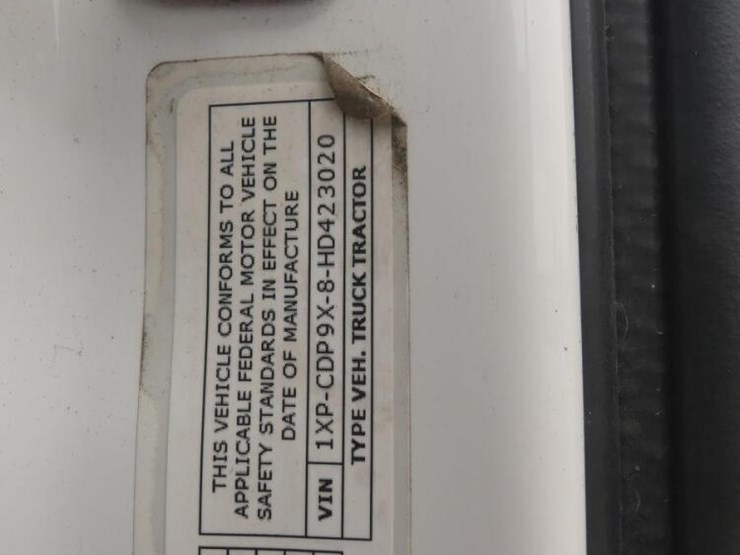 THIS VEHICLE CONFORMS TO ALL
APPLICABLE FEDERAL MOTOR VEHICLE
SAFETY STANDARDS IN EFFECT ON THE
DATE OF MANUFACTURE
VIN 1XP-CDP9X-8-HD423020
TYPE VEH. TRUCK TRACTOR